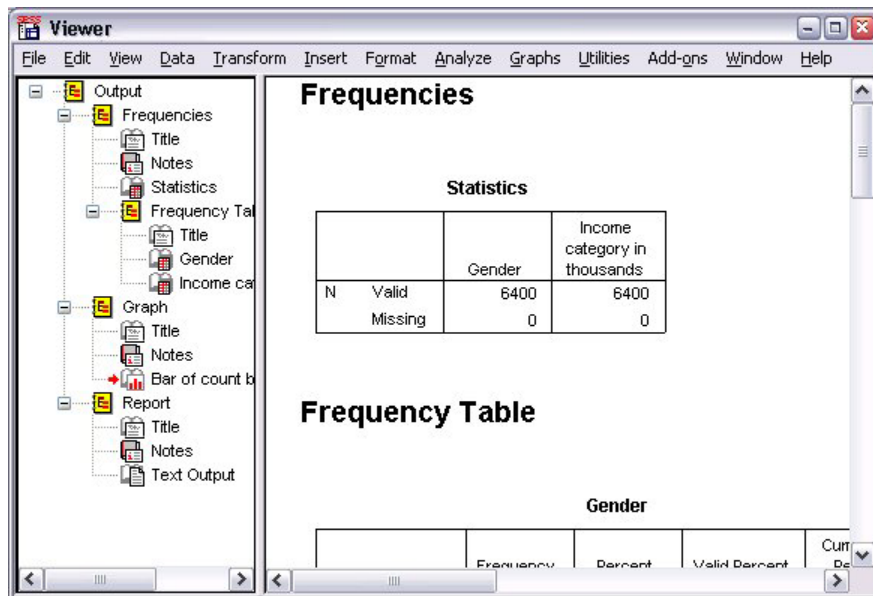 SPSS
Viewer
File Edit View Data Transform Insert Format Analyze Graphs Utilities Add-ons Window Help
Output
Frequencies
Title
Notes
Statistics
Frequency Tal
Title
Gender
Income ca
Graph
Title
Notes
Bar of count b
Report
Title
Notes
Text Output
Frequencies
Statistics
Gender
Income
category in
thousands
N Valid 6400 6400
Missing 0 0
Frequency Table
Gender
Frequency Percent Valid Percent